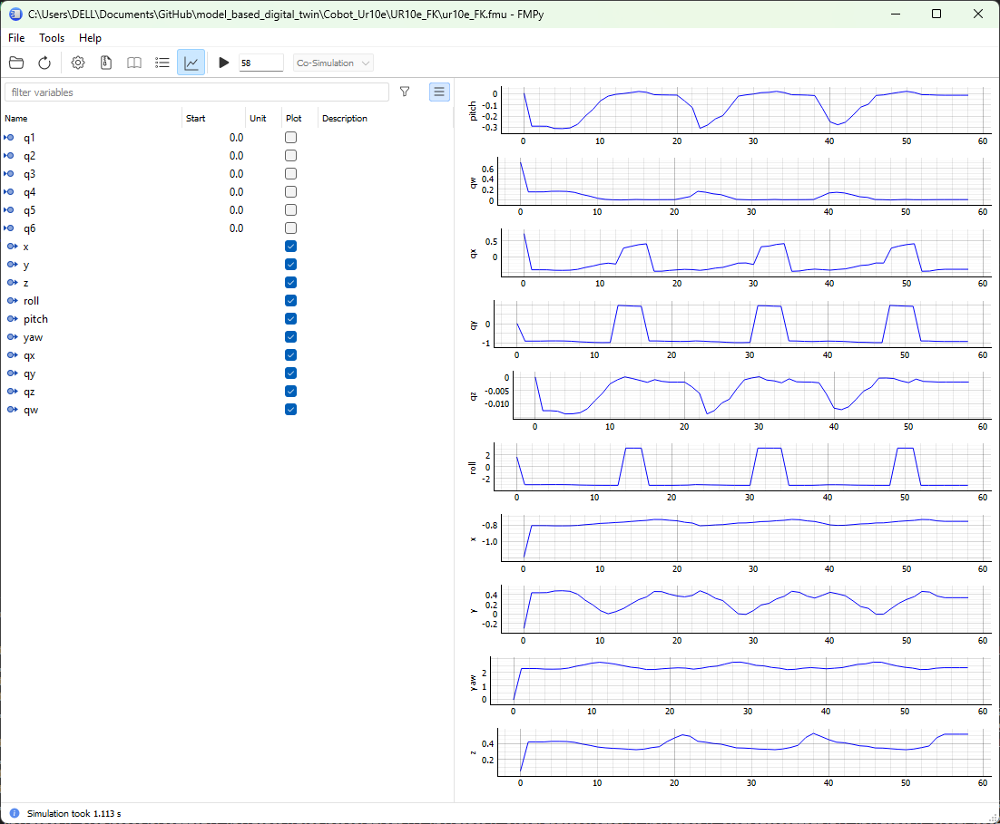 C:\Users\DELL\Documents\GitHub\model_based_digital_twin\Cobot_Ur10e\UR10e_FK\ur10e_FK.fmu - FMPy
File Tools Help
58 Co-Simulation
filter variables
Name Start Unit Plot Description
q1 0.0
q2 0.0
q3 0.0
q4 0.0
q5 0.0
q6 0.0
x
y
z
roll
pitch
yaw
qx
qy
qz
qw
pitch
0
-0.1
-0.2
-0.3
0 10 20 30 40 50 60
qw
0.6
0.4
0.2
0
0 10 20 30 40 50 60
qx
0.5
0
0 10 20 30 40 50 60
qy
0
-1
0 10 20 30 40 50 60
qz
0
-0.005
-0.010
0 10 20 30 40 50 60
roll
2
0
-2
0 10 20 30 40 50 60
x
-0.8
-1.0
0 10 20 30 40 50 60
y
0.4
0.2
0
-0.2
0 10 20 30 40 50 60
yaw
2
1
0
0 10 20 30 40 50 60
z
0.4
0.2
0 10 20 30 40 50 60
Simulation took 1.113 s